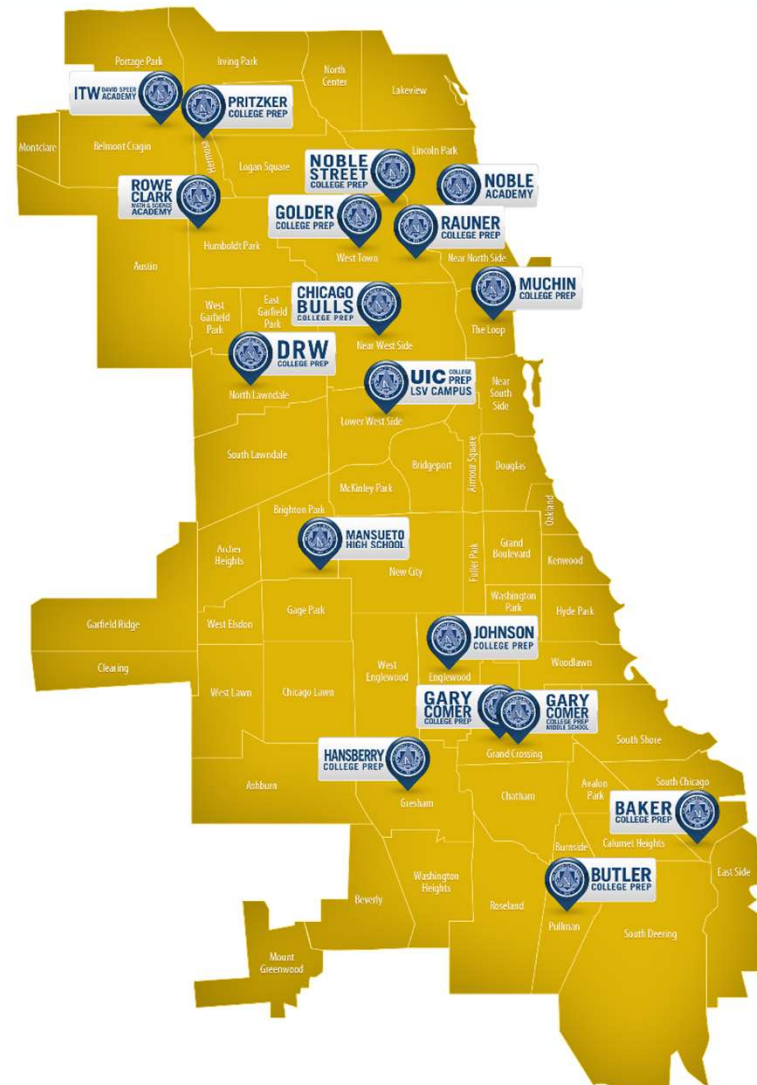 Portage Park
Irving Park
North
Center
Lakeview
ITW DAVID SPEER
ACADEMY
PRITZKER
COLLEGE PREP
Montclare
Belmont Cragin
Hermosa
Logan Square
Lincoln Park
NOBLE
STREET
COLLEGE PREP
NOBLE
ACADEMY
ROWE
CLARK
MATH & SCIENCE
ACADEMY
GOLDER
COLLEGE PREP
RAUNER
COLLEGE PREP
Austin
Humboldt Park
West Town
Near North Side
MUCHIN
COLLEGE PREP
The Loop
West
Garfield
Park
East
Garfield
Park
CHICAGO
BULLS
COLLEGE PREP
Near West Side
DRW
COLLEGE PREP
North Lawndale
UIC COLLEGE
PREP
LSV CAMPUS
Lower West Side
Near
South
Side
South Lawndale
Bridgeport
Armour Square
Douglas
McKinley Park
Oakland
Brighton Park
MANSUETO
HIGH SCHOOL
Archer
Heights
New City
Fuller Park
Grand
Boulevard
Kenwood
Garfield Ridge
West Elsdon
Gage Park
Washington
Park
Hyde Park
Clearing
JOHNSON
COLLEGE PREP
West Lawn
Chicago Lawn
West
Englewood
Englewood
Woodlawn
GARY
COMER
COLLEGE PREP
GARY
COMER
COLLEGE PREP
MIDDLE SCHOOL
South Shore
HANSBERRY
COLLEGE PREP
Grand Crossing
Ashburn
Gresham
Chatham
Avalon
Park
South Chicago
BAKER
COLLEGE PREP
Burnside
Calumet Heights
East Side
Beverly
Washington
Heights
BUTLER
COLLEGE PREP
Roseland
Pullman
South Deering
Mount
Greenwood